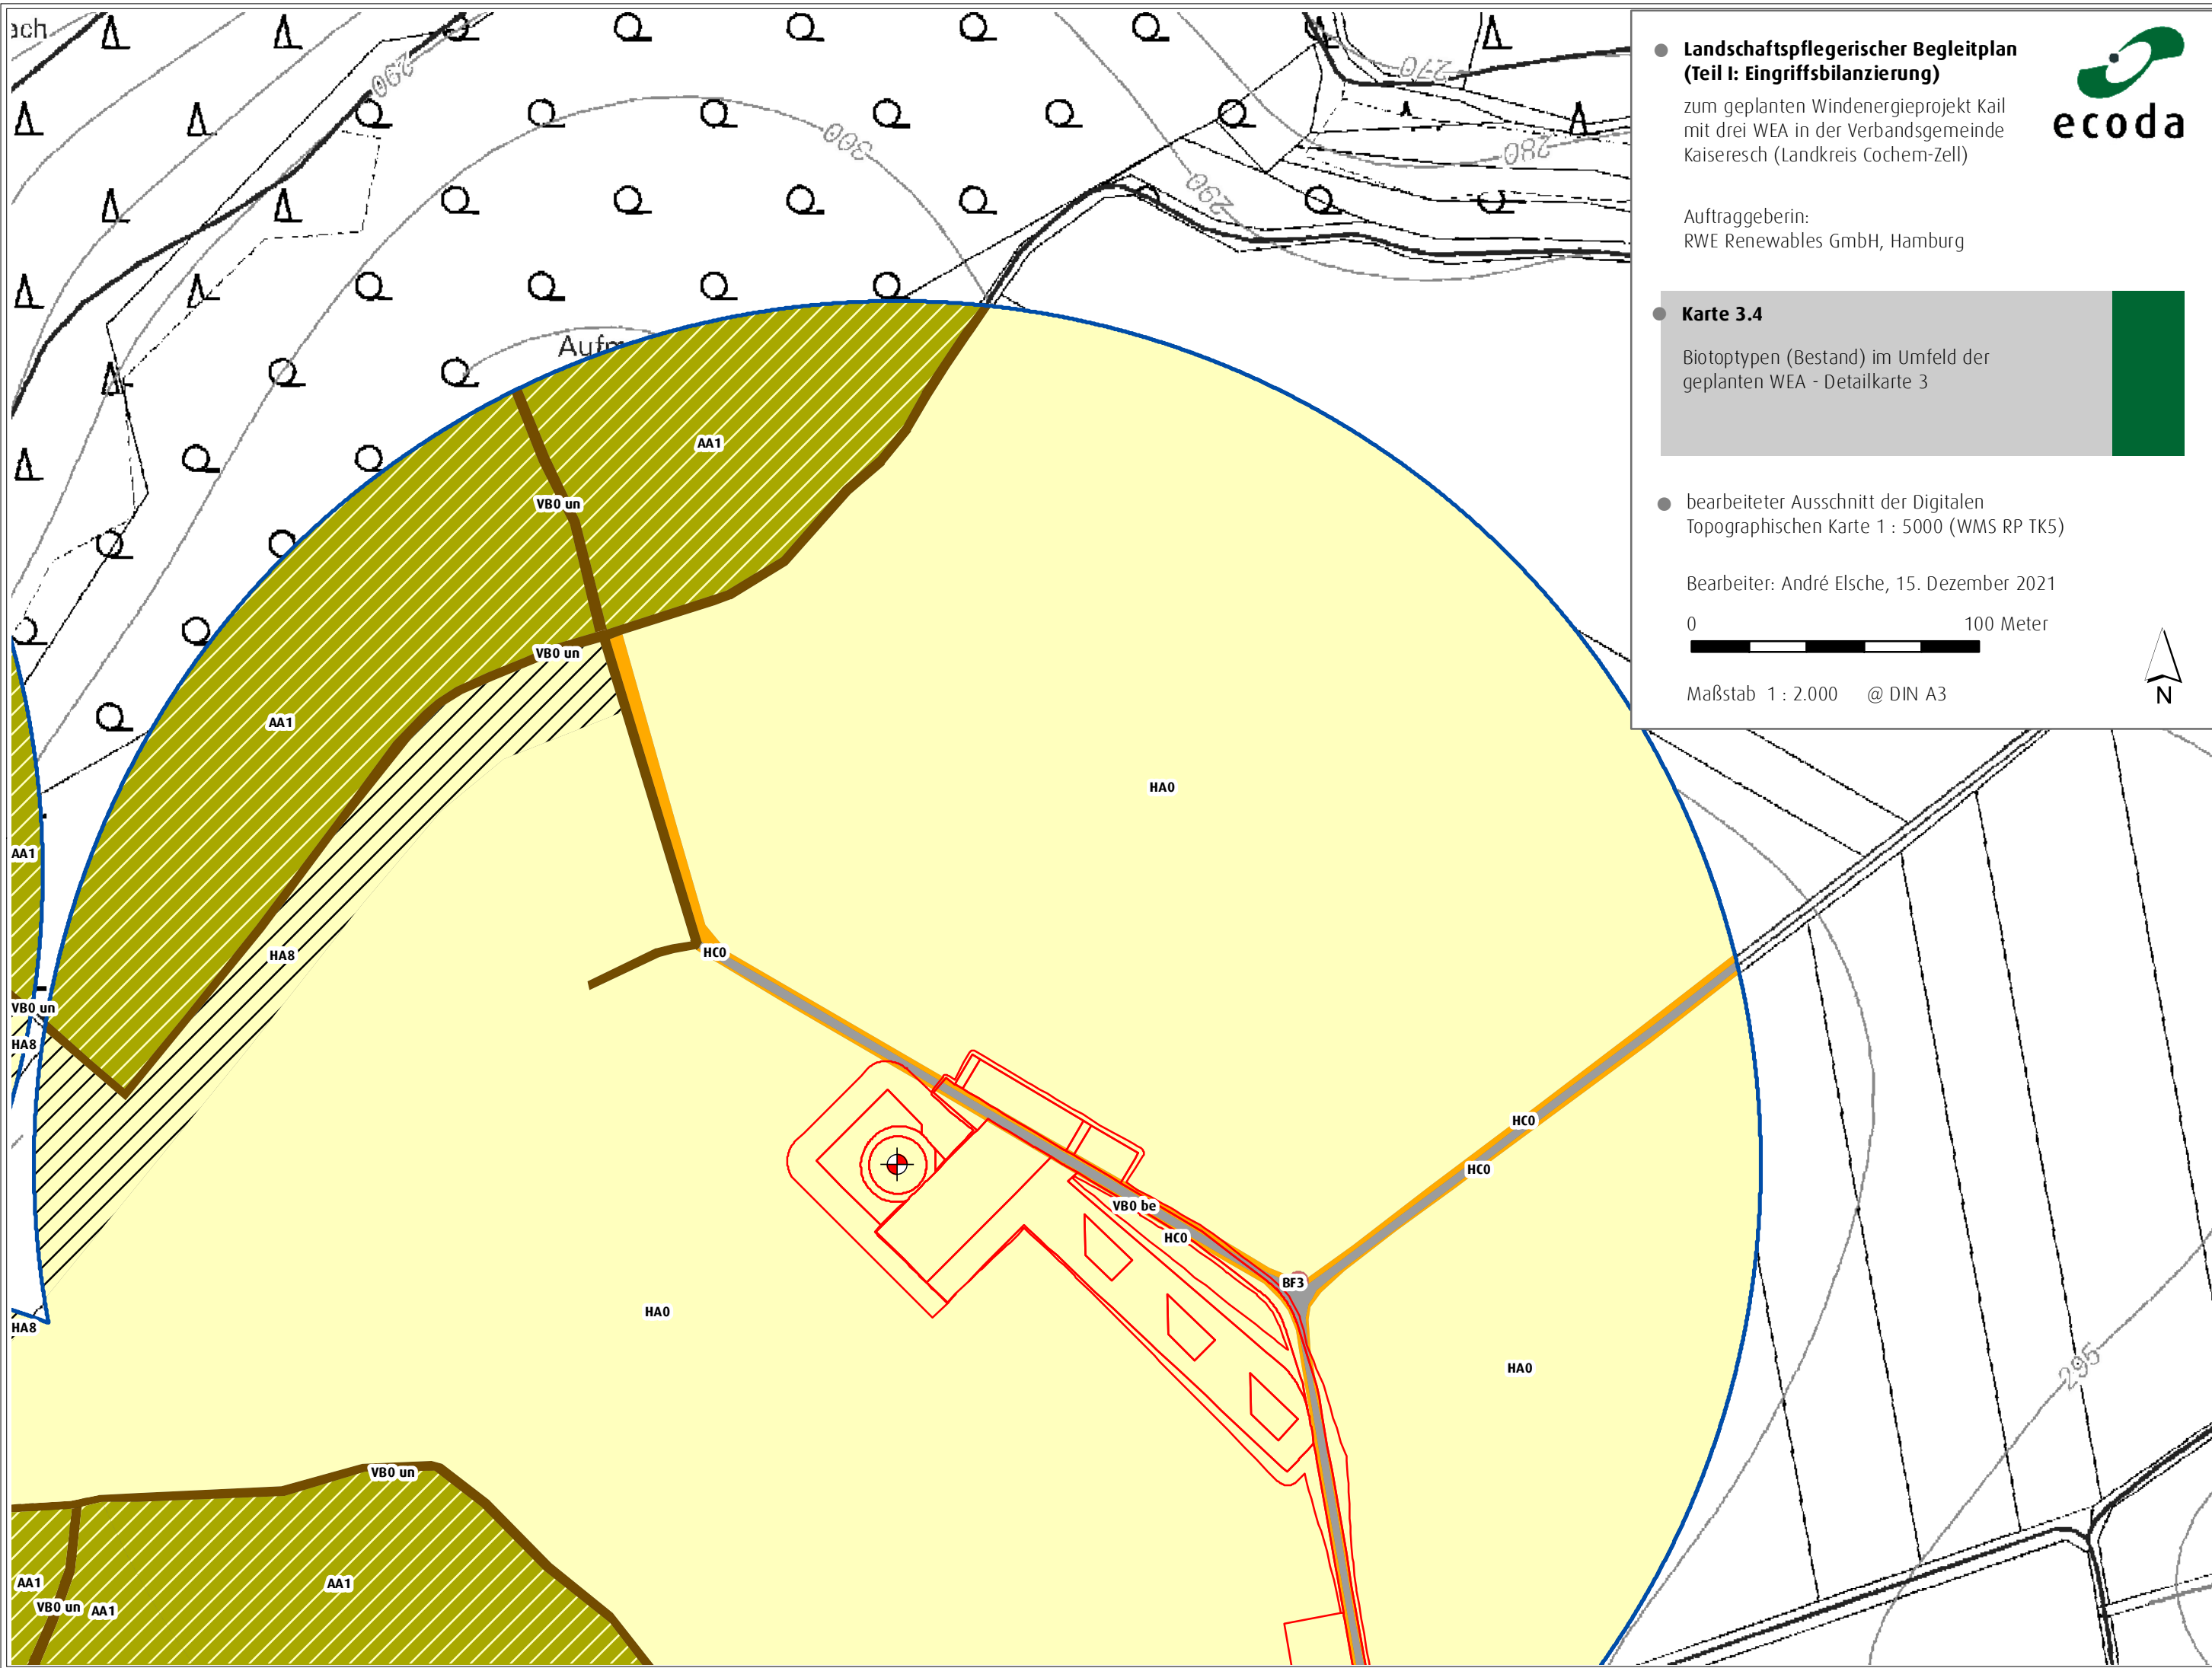 Landschaftspflegerischer Begleitplan
(Teil I: Eingriffsbilanzierung)
zum geplanten Windenergieprojekt Kail
mit drei WEA in der Verbandsgemeinde
Kaiseresch (Landkreis Cochem-Zell)
ecoda
Auftraggeberin:
RWE Renewables GmbH, Hamburg
Karte 3.4
Biotoptypen (Bestand) im Umfeld der
geplanten WEA - Detailkarte 3
bearbeiteter Ausschnitt der Digitalen
Topographischen Karte 1 : 5000 (WMS RP TK5)
Bearbeiter: André Elsche, 15. Dezember 2021
0 100 Meter
Maßstab 1 : 2.000 @ DIN A3
N
ach
290
300
270
280
290
Aufm
AA1
VB0 un
VB0 un
AA1
HA0
AA1
HC0
HA8
VB0 un
HA8
HC0
HC0
VB0 be
HC0
BF3
HA0
HA8
HA0
295
VB0 un
AA1
AA1
VB0 un
AA1